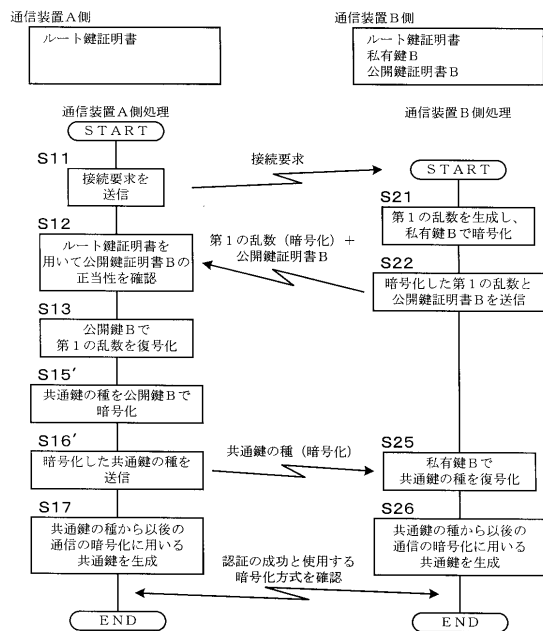 通信装置A側
ルート鍵証明書
通信装置B側
ルート鍵証明書
私有鍵B
公開鍵証明書B
通信装置A側処理
START
通信装置B側処理
START
S11
接続要求を
送信
接続要求
S21
第1の乱数を生成し、
私有鍵Bで暗号化
S12
ルート鍵証明書を
用いて公開鍵証明書Bの
正当性を確認
第1の乱数(暗号化)+
公開鍵証明書B
S22
暗号化した第1の乱数と
公開鍵証明書Bを送信
S13
公開鍵Bで
第1の乱数を復号化
S15'
共通鍵の種を公開鍵Bで
暗号化
S16'
暗号化した共通鍵の種を
送信
共通鍵の種(暗号化)
S25
私有鍵Bで
共通鍵の種を復号化
S17
共通鍵の種から以後の
通信の暗号化に用いる
共通鍵を生成
S26
共通鍵の種から以後の
通信の暗号化に用いる
共通鍵を生成
認証の成功と使用する
暗号化方式を確認
END
END